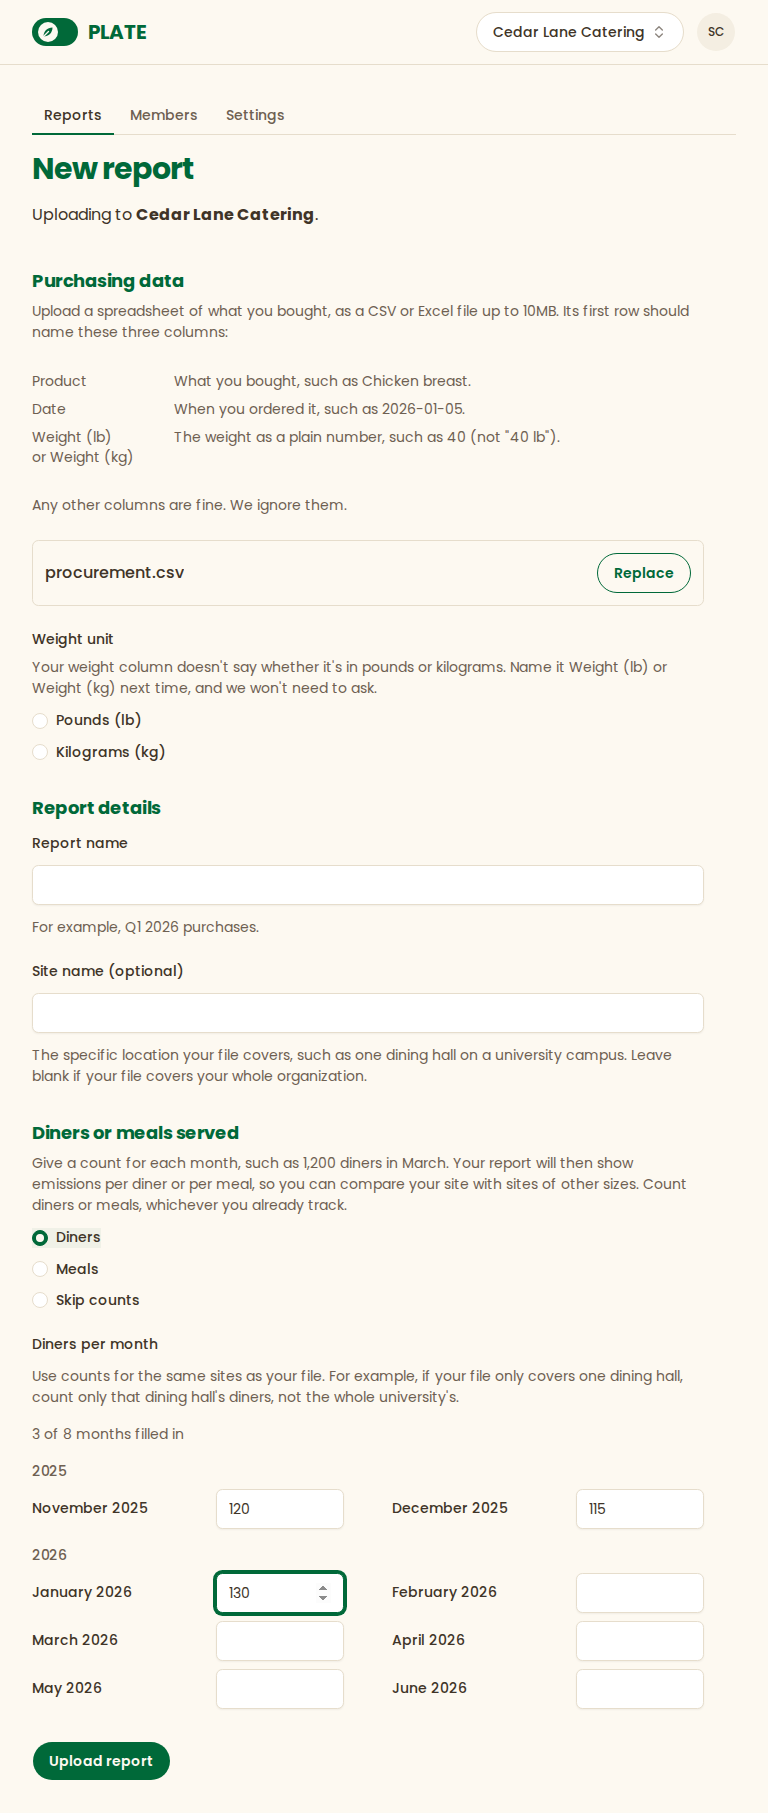 PLATE
Cedar Lane Catering
SC
Reports
Members
Settings
New report
Uploading to Cedar Lane Catering.
Purchasing data
Upload a spreadsheet of what you bought, as a CSV or Excel file up to 10MB. Its first row should
name these three columns:
Product
What you bought, such as Chicken breast.
Date
When you ordered it, such as 2026-01-05.
Weight (lb)
or Weight (kg)
The weight as a plain number, such as 40 (not "40 lb").
Any other columns are fine. We ignore them.
procurement.csv
Replace
Weight unit
Your weight column doesn't say whether it's in pounds or kilograms. Name it Weight (lb) or
Weight (kg) next time, and we won't need to ask.
Pounds (lb)
Kilograms (kg)
Report details
Report name
For example, Q1 2026 purchases.
Site name (optional)
The specific location your file covers, such as one dining hall on a university campus. Leave
blank if your file covers your whole organization.
Diners or meals served
Give a count for each month, such as 1,200 diners in March. Your report will then show
emissions per diner or per meal, so you can compare your site with sites of other sizes. Count
diners or meals, whichever you already track.
Diners
Meals
Skip counts
Diners per month
Use counts for the same sites as your file. For example, if your file only covers one dining hall,
count only that dining hall's diners, not the whole university's.
3 of 8 months filled in
2025
November 2025
120
December 2025
115
2026
January 2026
130
February 2026
March 2026
April 2026
May 2026
June 2026
Upload report